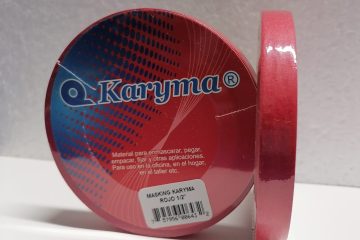 Karyma®
Material para enmascarar, pegar,
empacar, fijar y otras aplicaciones.
Para uso en la oficina, en el hogar,
en el taller etc.
MASKING KARYMA
ROJO 1/2"